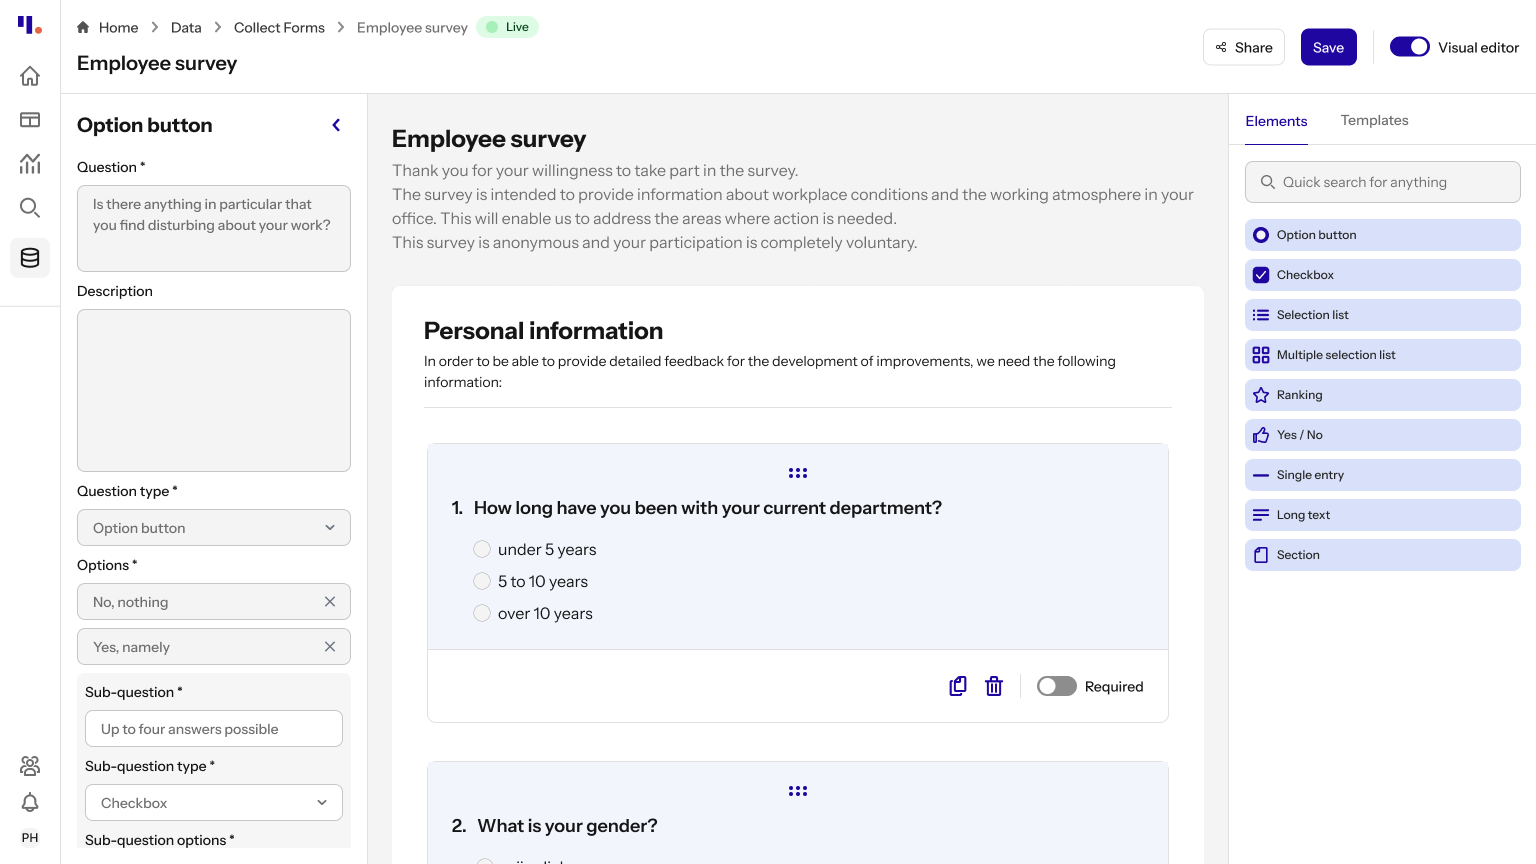 Home
Data
Collect Forms
Employee survey
Live
Employee survey
Share
Save
Visual editor
Option button
Question *
Is there anything in particular that
you find disturbing about your work?
Description
Question type *
Option button
Options *
No, nothing
Yes, namely
Sub-question *
Up to four answers possible
Sub-question type *
Checkbox
Sub-question options *
PH
Employee survey
Thank you for your willingness to take part in the survey.
The survey is intended to provide information about workplace conditions and the working atmosphere in your
office. This will enable us to address the areas where action is needed.
This survey is anonymous and your participation is completely voluntary.
Personal information
In order to be able to provide detailed feedback for the development of improvements, we need the following
information:
1. How long have you been with your current department?
under 5 years
5 to 10 years
over 10 years
Required
2. What is your gender?
Elements
Templates
Quick search for anything
Option button
Checkbox
Selection list
Multiple selection list
Ranking
Yes / No
Single entry
Long text
Section